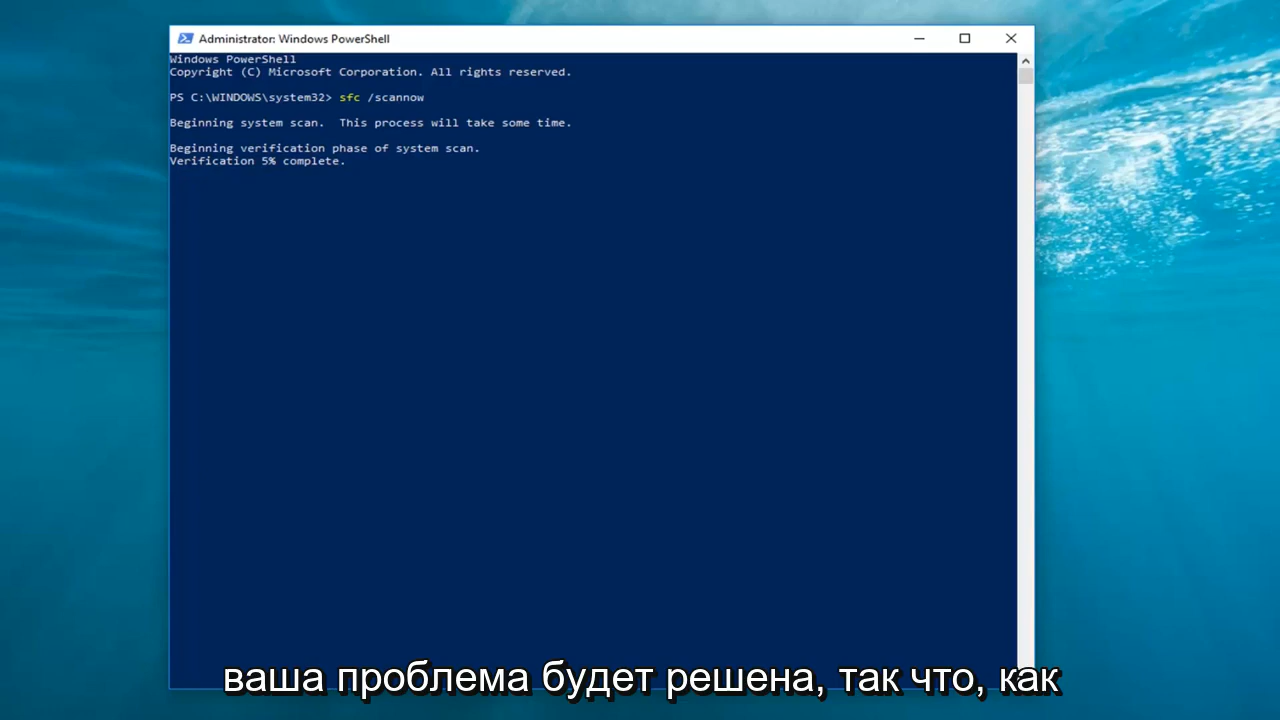 Administrator: Windows PowerShell
Windows PowerShell
Copyright (C) Microsoft Corporation. All rights reserved.
PS C:\WINDOWS\system32> sfc /scannow
Beginning system scan.  This process will take some time.
Beginning verification phase of system scan.
Verification 5% complete.
ваша проблема будет решена, так что, как